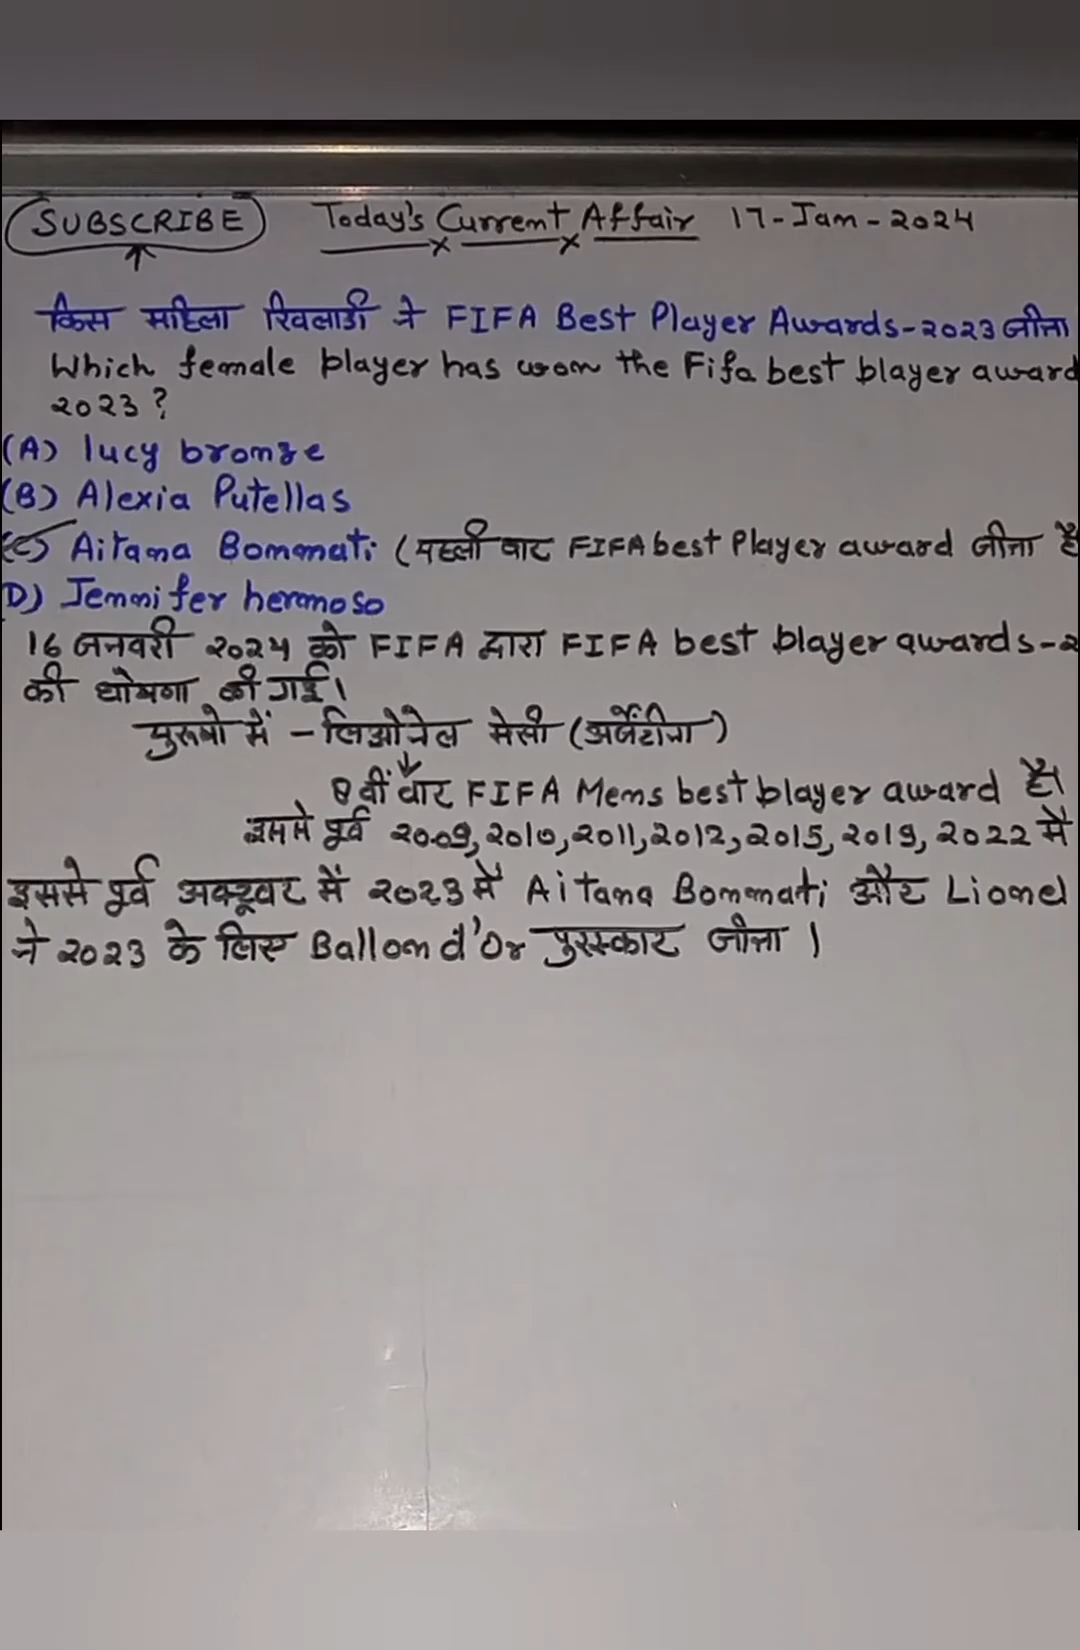 SUBSCRIBE Today's Current Affair 17-Jan-2024
किस महिला खिलाडी ने FIFA Best Player Awards-2023 जीता
Which female player has won the Fifa best player award
2023?
(A) lucy bronze
(B) Alexia Putellas
(C) Aitana Bonmati (पहली बार FIFA best Player award जीता है
D) Jennifer hermoso
16 जनवरी 2024 को FIFA द्वारा FIFA best player awards-2
की घोषणा की गई।
पुरुषो में - लिओनेल मेसी (अर्जेंटीना)
8 वीं बार FIFA Mens best player award है।
इससे पूर्व 2009, 2010, 2011, 2012, 2015, 2019, 2022 में
इससे पूर्व अक्टूबर में 2023 में Aitana Bonmati और Lionel
ने 2023 के लिए Ballon d'Or पुरस्कार जीता।